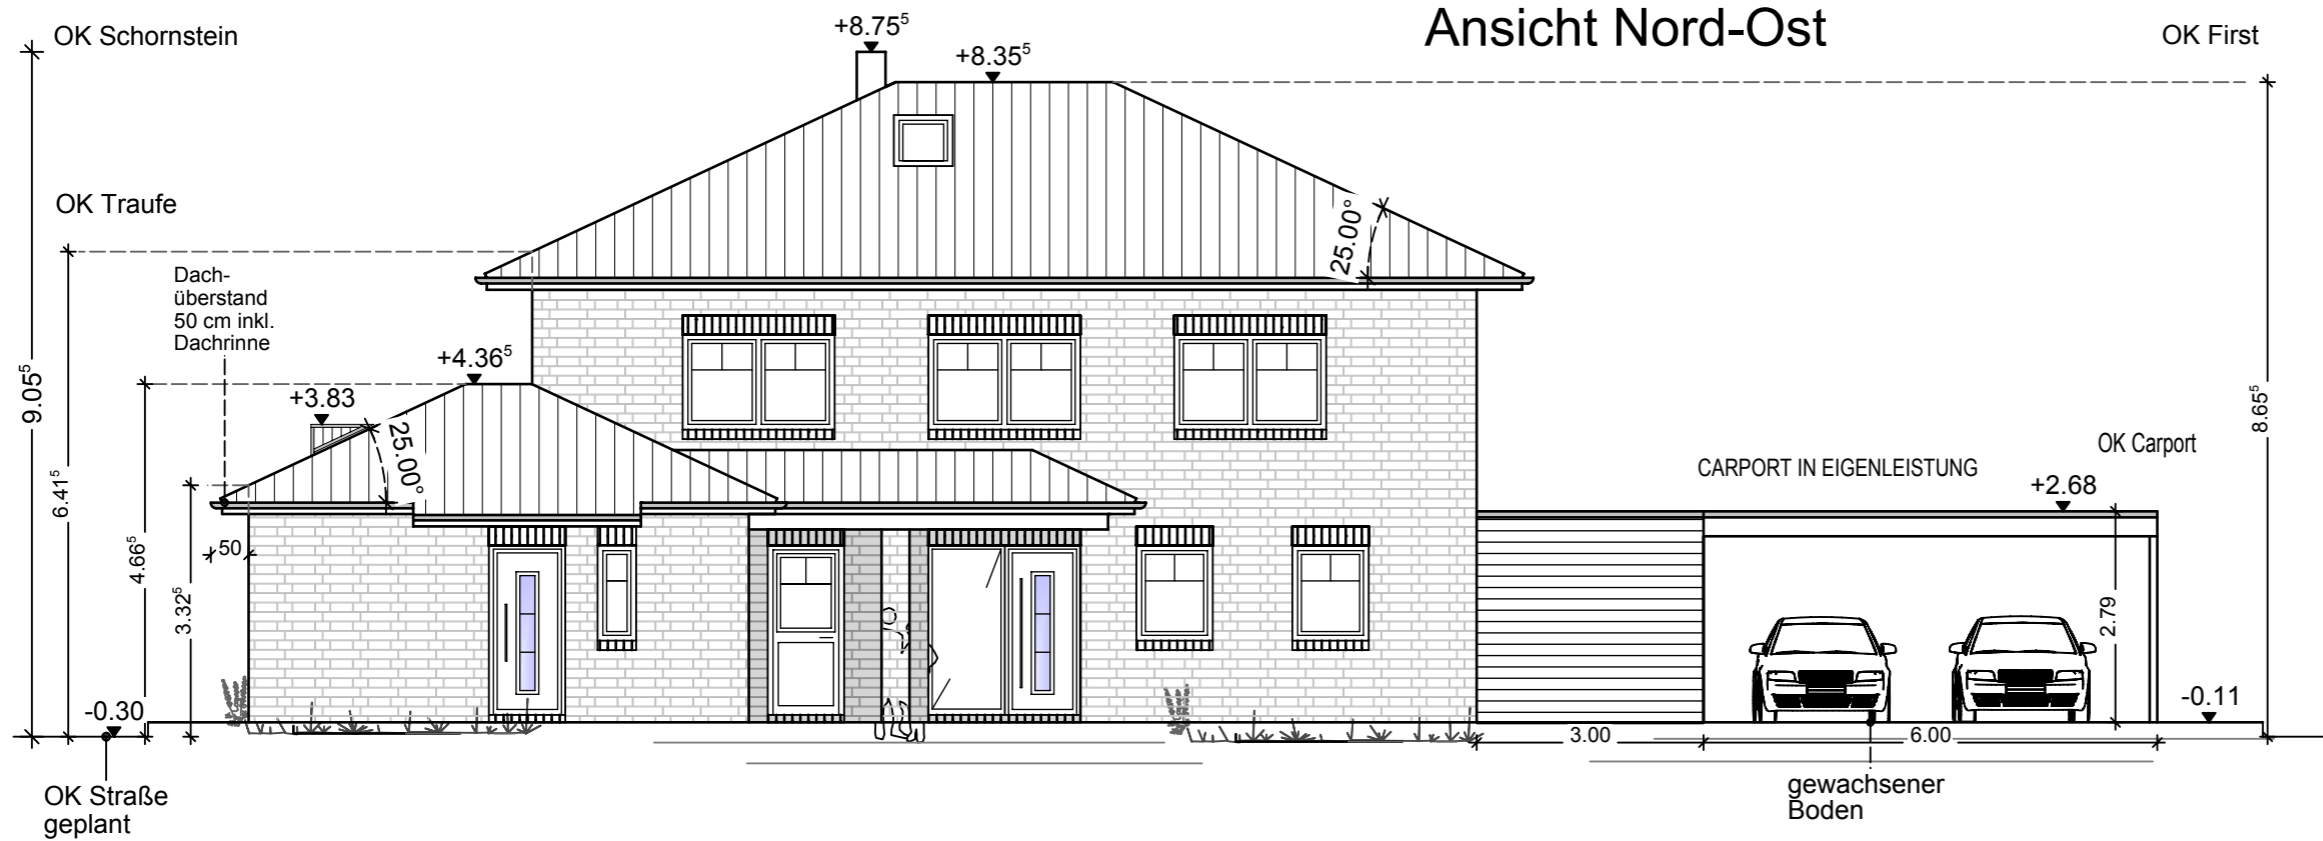 Ansicht Nord-Ost
OK Schornstein
+8.75⁵
+8.35⁵
OK First
OK Traufe
25.00°
Dach-
überstand
50 cm inkl.
Dachrinne
+4.36⁵
+3.83
25.00°
9.05⁵
6.41⁵
4.66⁵
3.32⁵
50
8.65⁵
OK Carport
CARPORT IN EIGENLEISTUNG
+2.68
2.79
-0.30
-0.11
3.00
6.00
OK Straße
geplant
gewachsener
Boden